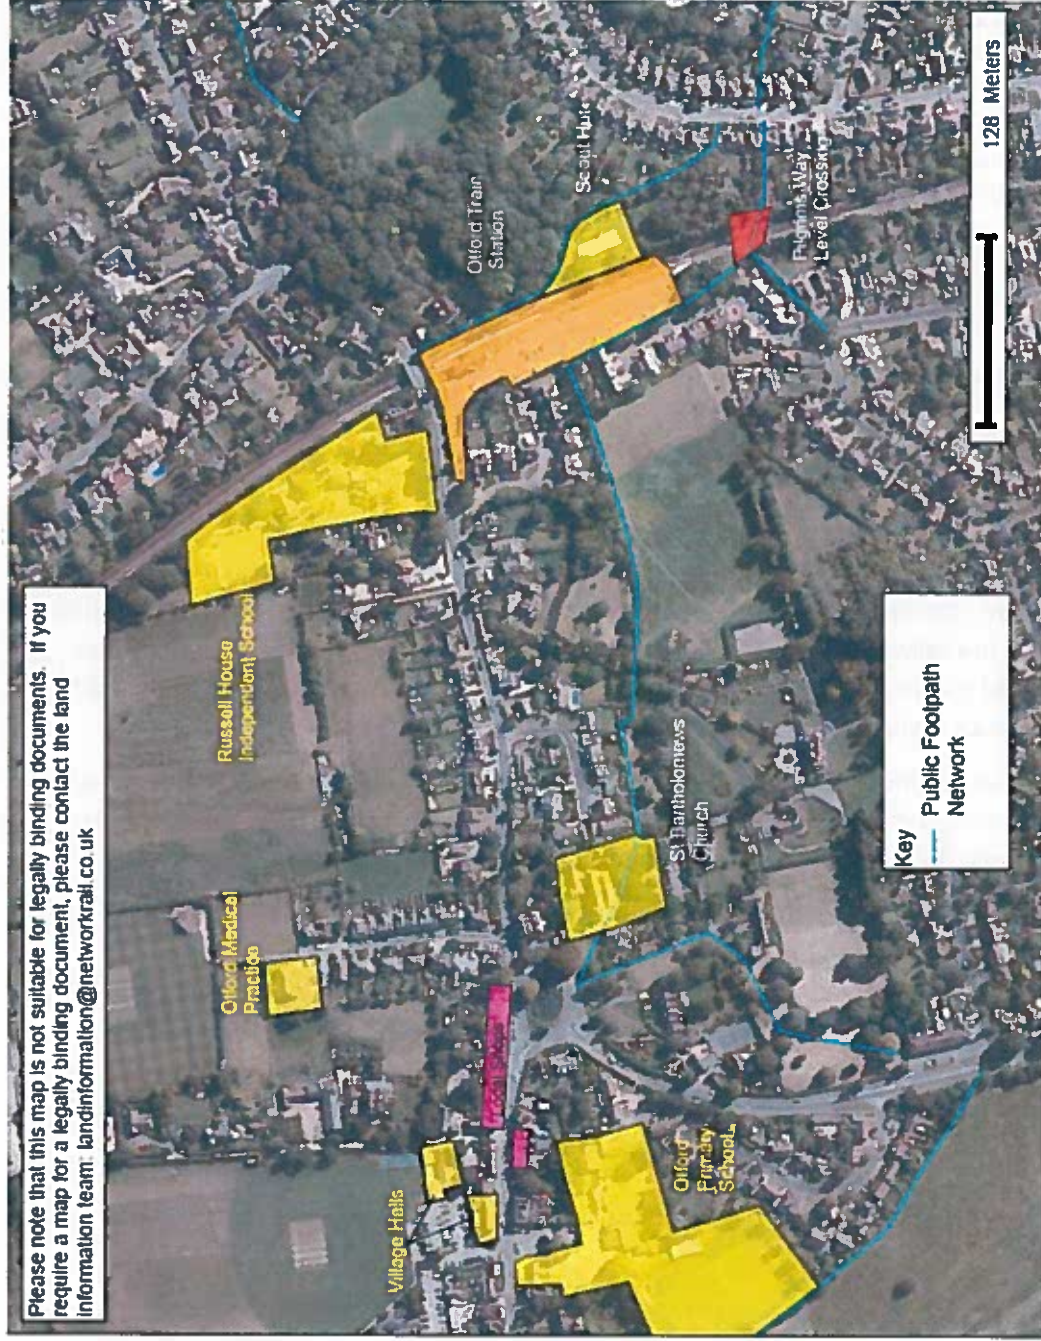 Please note that this map is not suitable for legally binding documents. If you
require a map for a legally binding document, please contact the land
information team: landinformation@networkrail.co.uk
Village Halls
Otford Medical
Practice
Russell House
Independent School
Otford Train
Station
Scout Hut
Otford
Primary
School
St Bartholomews
Church
Pilgrims Way
Level Crossing
Key
Public Footpath
Network
128 Meters